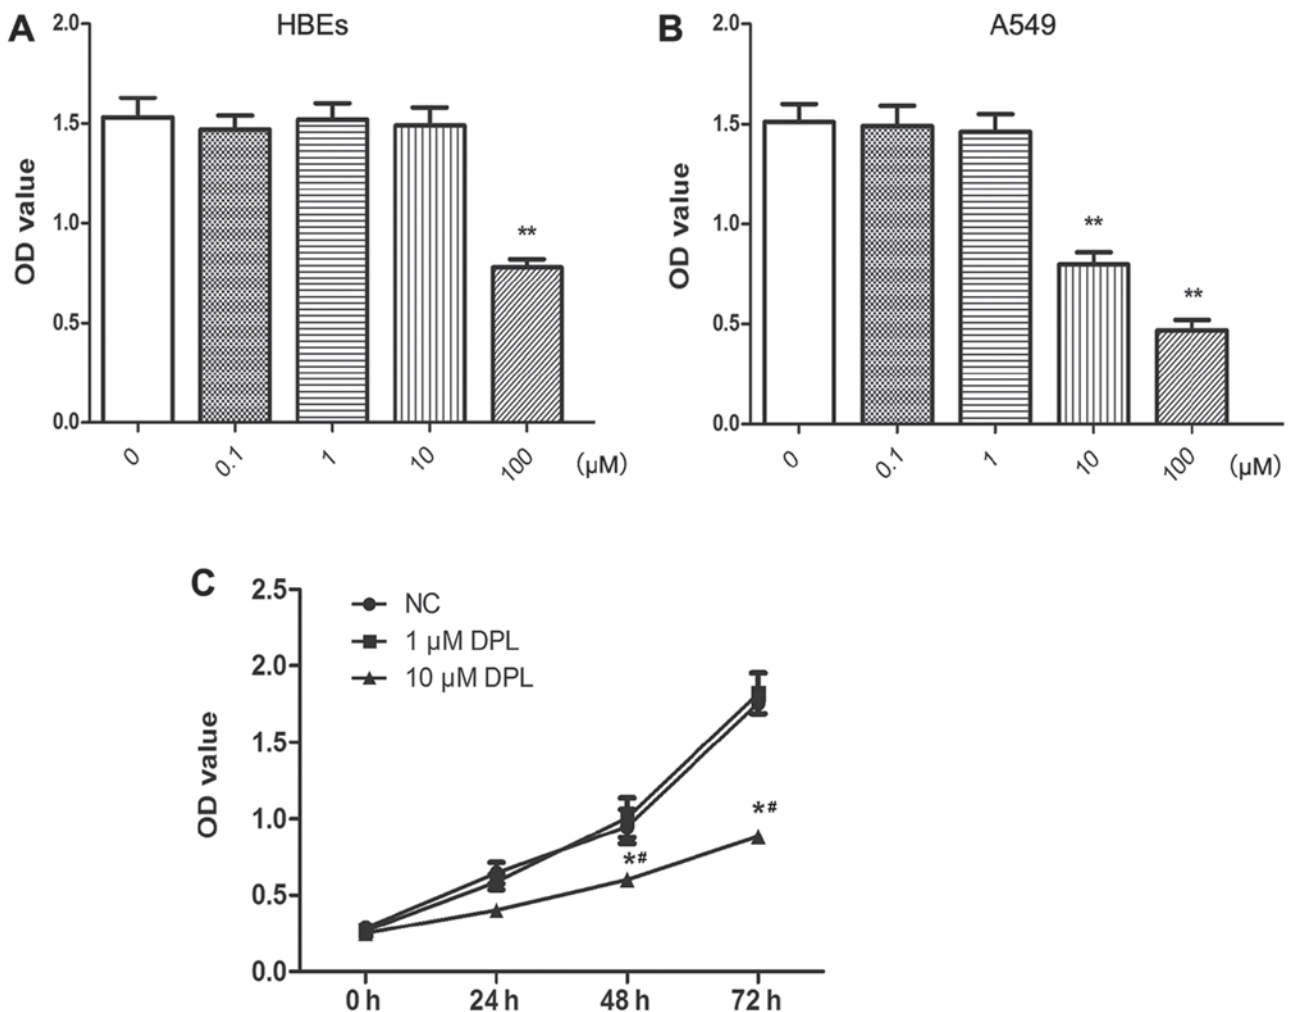 A
HBEs
2.0
1.5
1.0
0.5
0.0
OD value
**
0
0.1
1
10
100
(μM)
B
A549
2.0
1.5
1.0
0.5
0.0
OD value
**
**
0
0.1
1
10
100
(μM)
C
2.5
2.0
1.5
1.0
0.5
0.0
OD value
NC
1 μM DPL
10 μM DPL
*#
*#
0 h
24 h
48 h
72 h